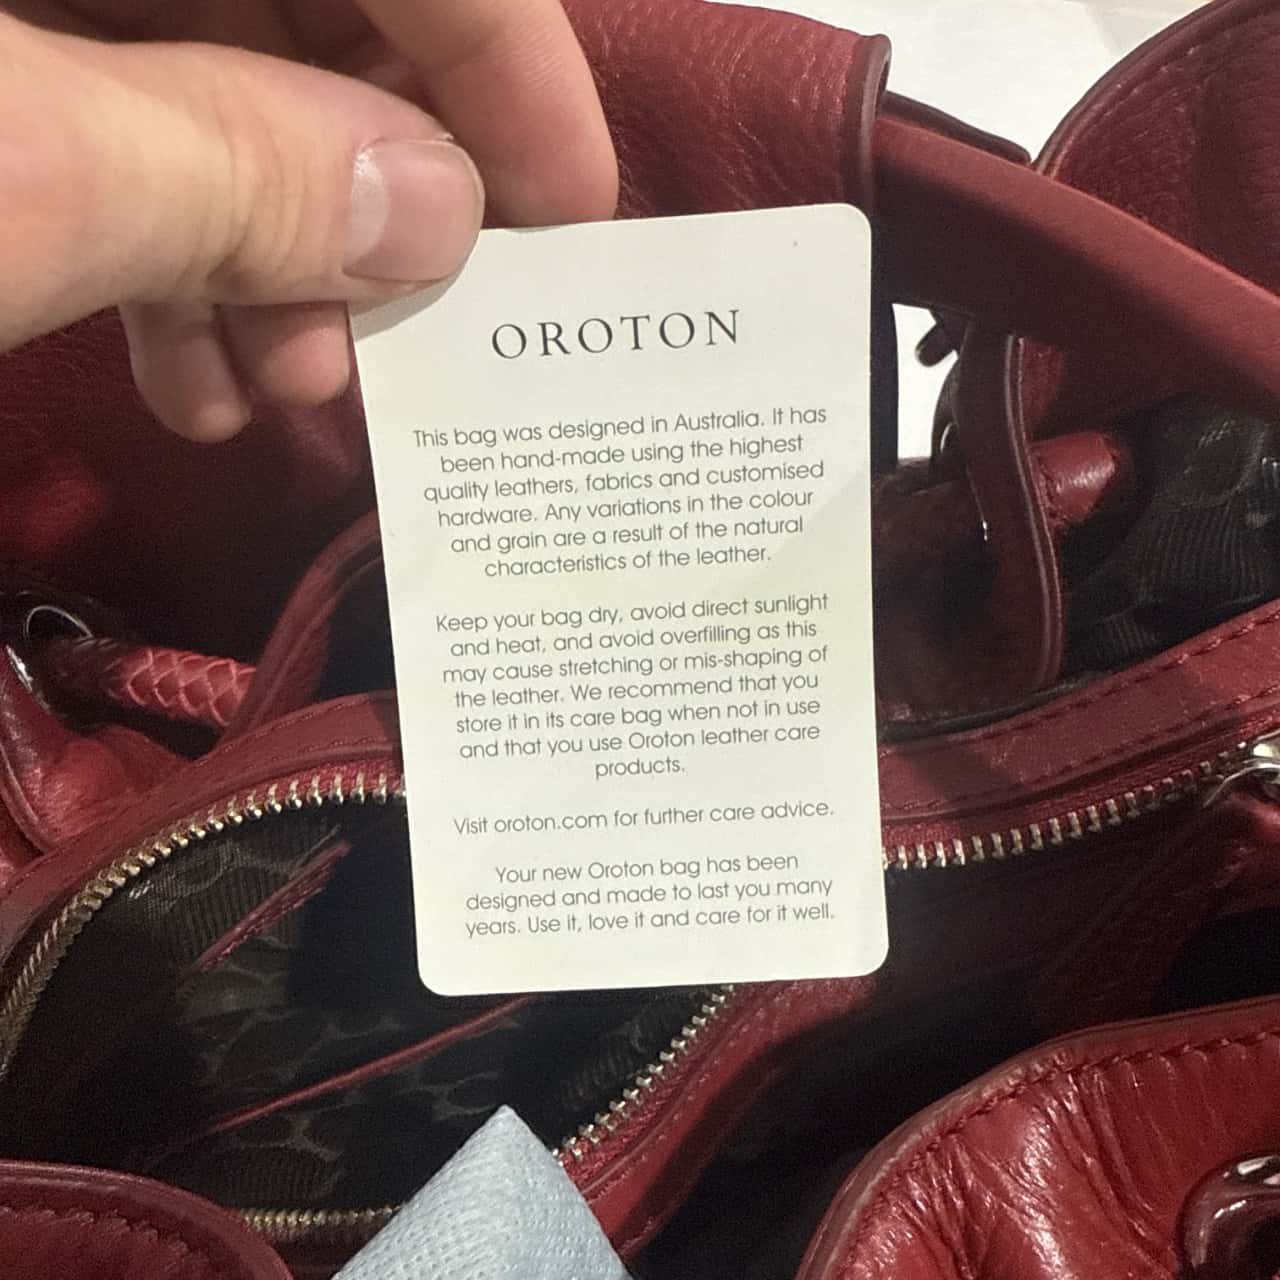 OROTON
This bag was designed in Australia. It has
been hand-made using the highest
quality leathers, fabrics and customised
hardware. Any variations in the colour
and grain are a result of the natural
characteristics of the leather.
Keep your bag dry, avoid direct sunlight
and heat, and avoid overfilling as this
may cause stretching or mis-shaping of
the leather. We recommend that you
store it in its care bag when not in use
and that you use Oroton leather care
products.
Visit oroton.com for further care advice.
Your new Oroton bag has been
designed and made to last you many
years. Use it, love it and care for it well.